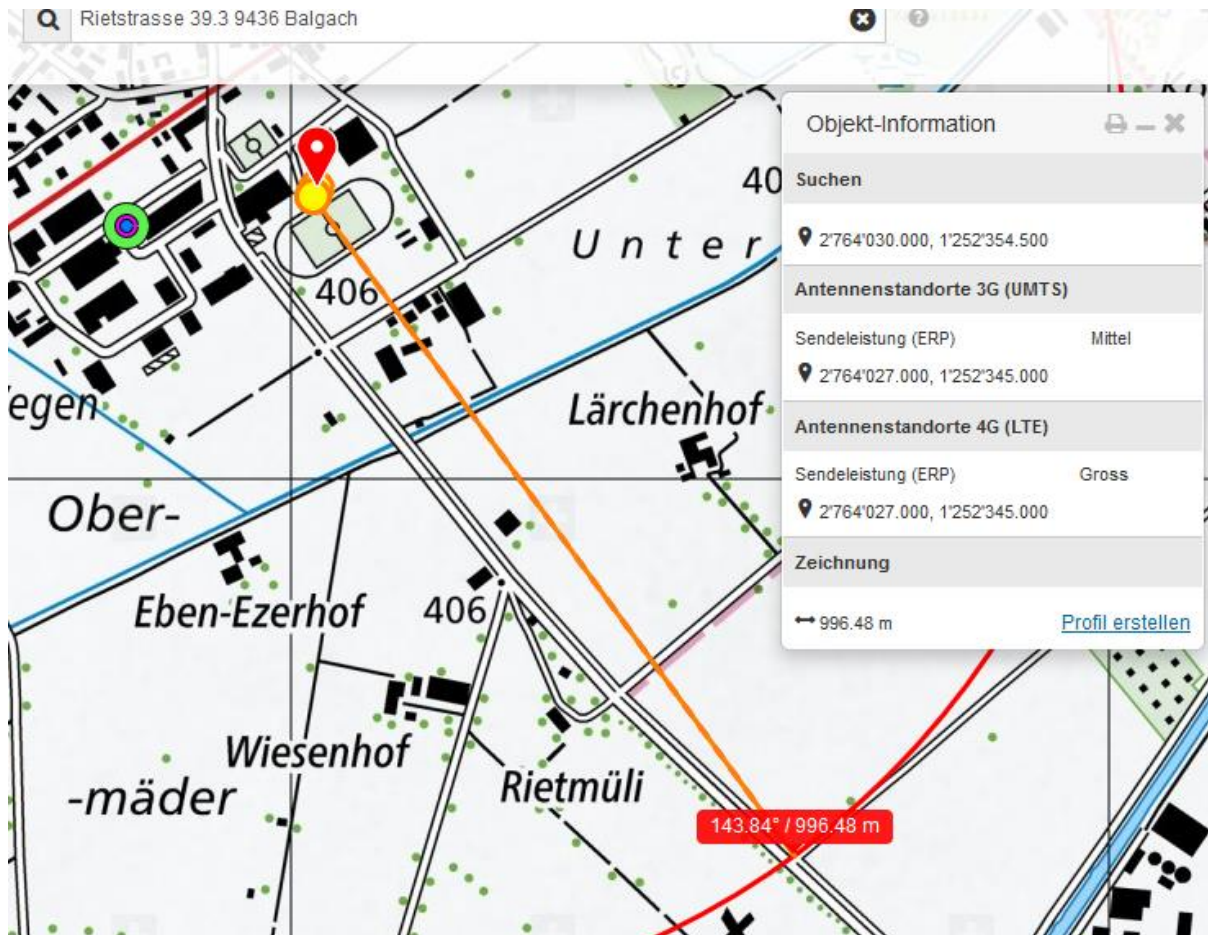 Rietstrasse 39.3 9436 Balgach
Objekt-Information
Suchen
2'764'030.000, 1'252'354.500
Antennenstandorte 3G (UMTS)
Sendeleistung (ERP) Mittel
2'764'027.000, 1'252'345.000
Antennenstandorte 4G (LTE)
Sendeleistung (ERP) Gross
2'764'027.000, 1'252'345.000
Zeichnung
996.48 m Profil erstellen
40
Unter
406
egen
Lärchenhof
Ober-
Eben-Ezerhof
406
Wiesenhof
-mäder
Rietmüli
143.84° / 996.48 m